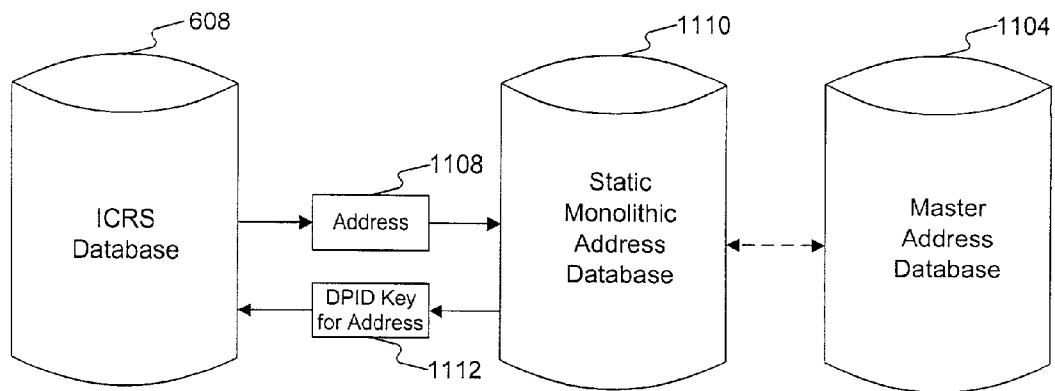 608
1110
1104
1108
ICRS
Database
Address
Static
Monolithic
Address
Database
Master
Address
Database
DPID Key
for Address
1112